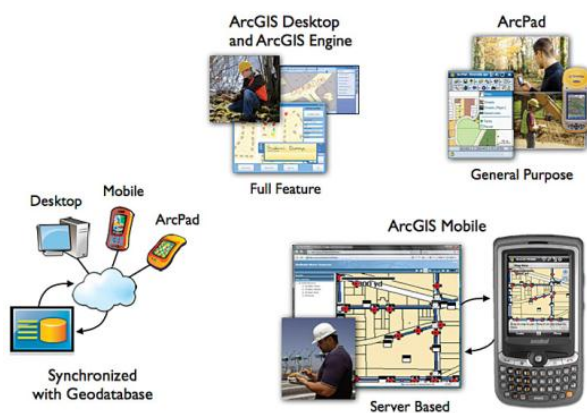 ArcGIS Desktop
and ArcGIS Engine
Full Feature
ArcPad
General Purpose
Desktop
Mobile
ArcPad
Synchronized
with Geodatabase
ArcGIS Mobile
Server Based